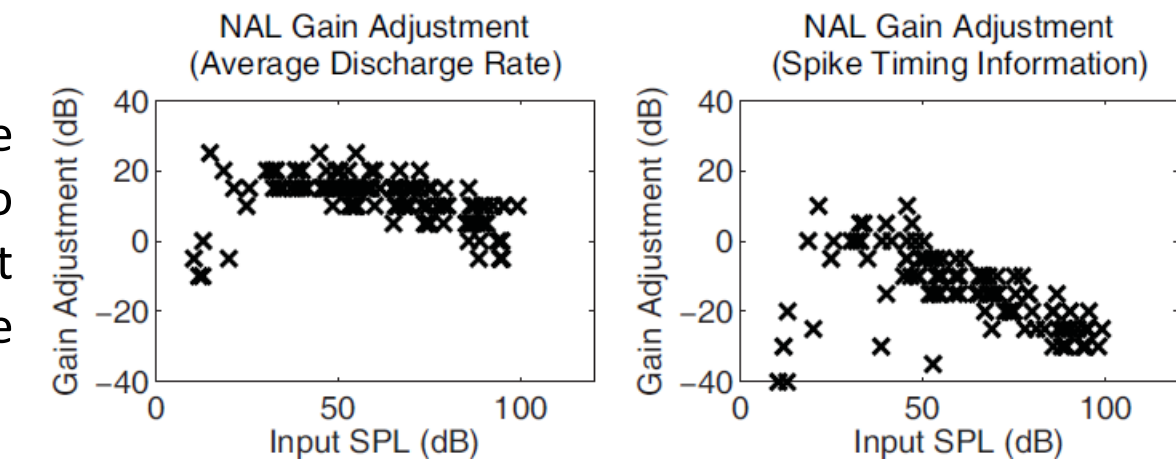 e
o
t
e
NAL Gain Adjustment
(Average Discharge Rate)
Gain Adjustment (dB)
40
20
0
−20
−40
0 50 100
Input SPL (dB)
NAL Gain Adjustment
(Spike Timing Information)
Gain Adjustment (dB)
40
20
0
−20
−40
0 50 100
Input SPL (dB)